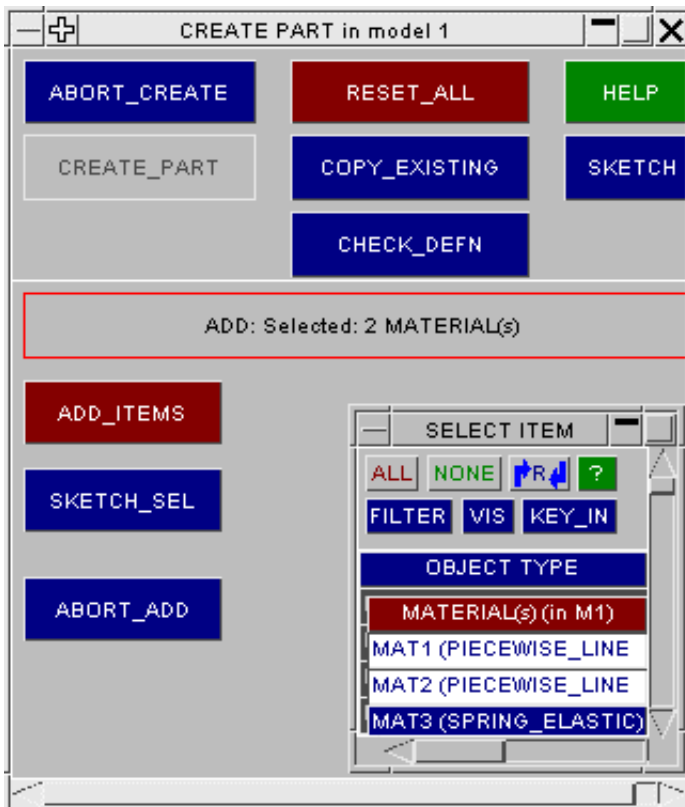 CREATE PART in model 1
ABORT_CREATE RESET_ALL HELP
CREATE_PART COPY_EXISTING SKETCH
CHECK_DEFN
ADD: Selected: 2 MATERIAL(s)
ADD_ITEMS
SKETCH_SEL
ABORT_ADD
SELECT ITEM
ALL NONE R ?
FILTER VIS KEY_IN
OBJECT TYPE
MATERIAL(s) (in M1)
MAT1 (PIECEWISE_LINE
MAT2 (PIECEWISE_LINE
MAT3 (SPRING_ELASTIC)